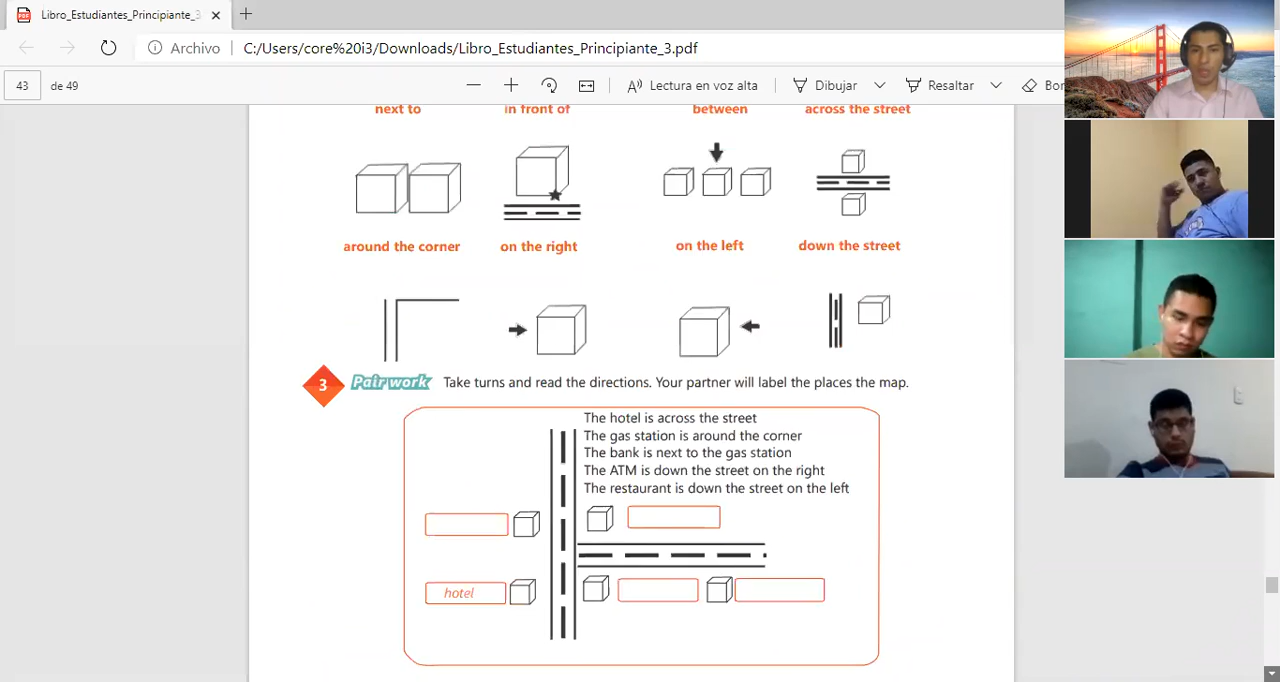 Libro_Estudiantes_Principiante_3
Archivo
C:/Users/core%20i3/Downloads/Libro_Estudiantes_Principiante_3.pdf
43 de 49
Lectura en voz alta
Dibujar
Resaltar
next to in front of between across the street
around the corner on the right on the left down the street
3 Pair work Take turns and read the directions. Your partner will label the places the map.
The hotel is across the street
The gas station is around the corner
The bank is next to the gas station
The ATM is down the street on the right
The restaurant is down the street on the left
hotel